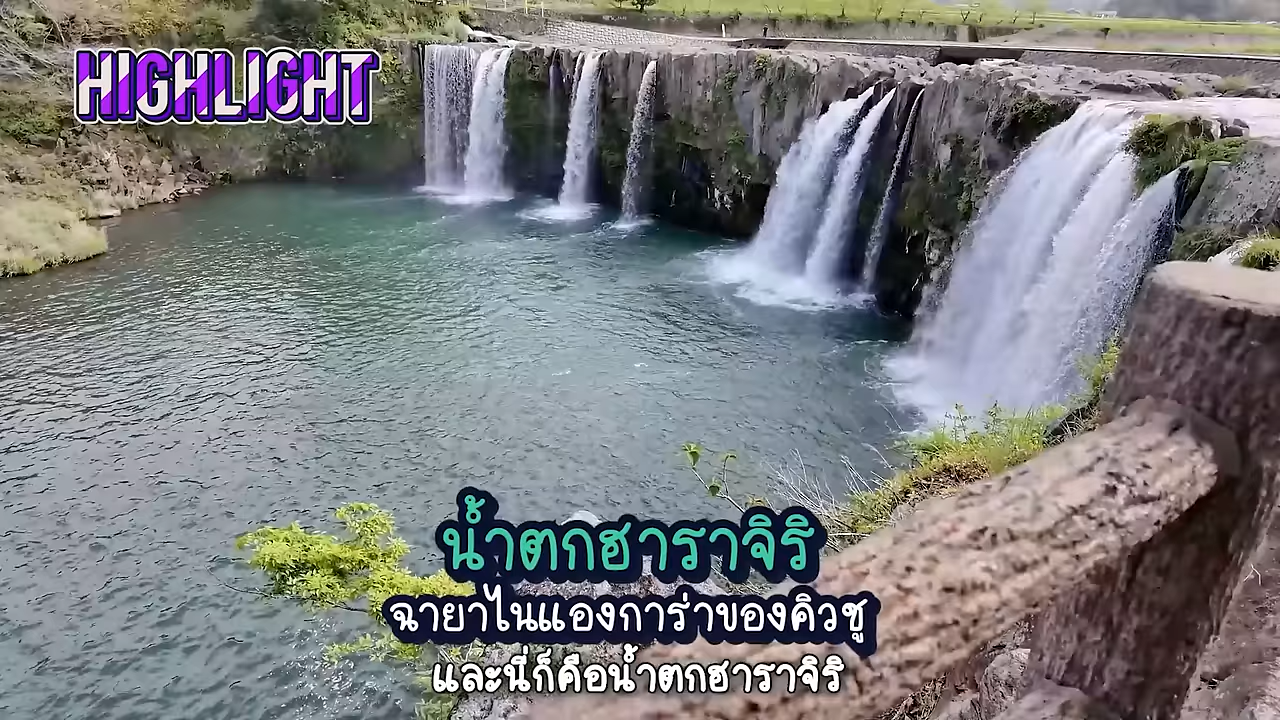 HIGHLIGHT
น้ำตกฮาราจิริ
ฉายาไนแองการ่าของคิวชู
และนี่ก็คือน้ำตกฮาราจิริ